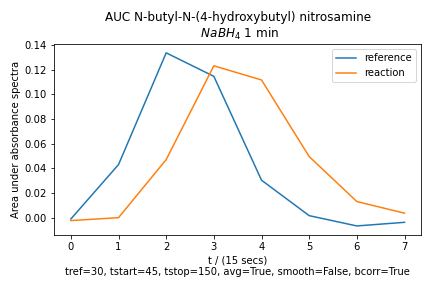 AUC N-butyl-N-(4-hydroxybutyl) nitrosamine
NaBH₄ 1 min
reference
reaction
Area under absorbance spectra
0.14
0.12
0.10
0.08
0.06
0.04
0.02
0.00
0 1 2 3 4 5 6 7
t / (15 secs)
tref=30, tstart=45, tstop=150, avg=True, smooth=False, bcorr=True